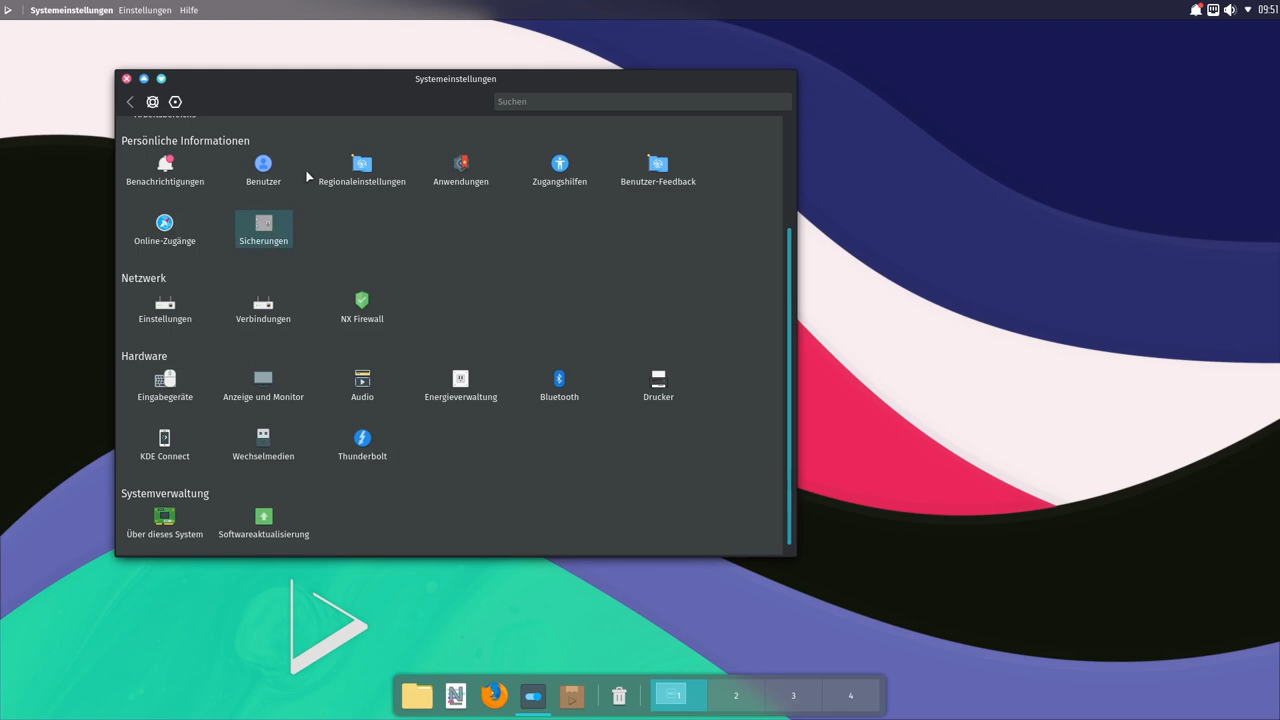 Systemeinstellungen Einstellungen Hilfe 09:51
Systemeinstellungen
Suchen
Arbeitsbereichs
Persönliche Informationen
Benachrichtigungen Benutzer Regionaleinstellungen Anwendungen Zugangshilfen Benutzer-Feedback
Online-Zugänge Sicherungen
Netzwerk
Einstellungen Verbindungen NX Firewall
Hardware
Eingabegeräte Anzeige und Monitor Audio Energieverwaltung Bluetooth Drucker
KDE Connect Wechselmedien Thunderbolt
Systemverwaltung
Über dieses System Softwareaktualisierung
1 2 3 4